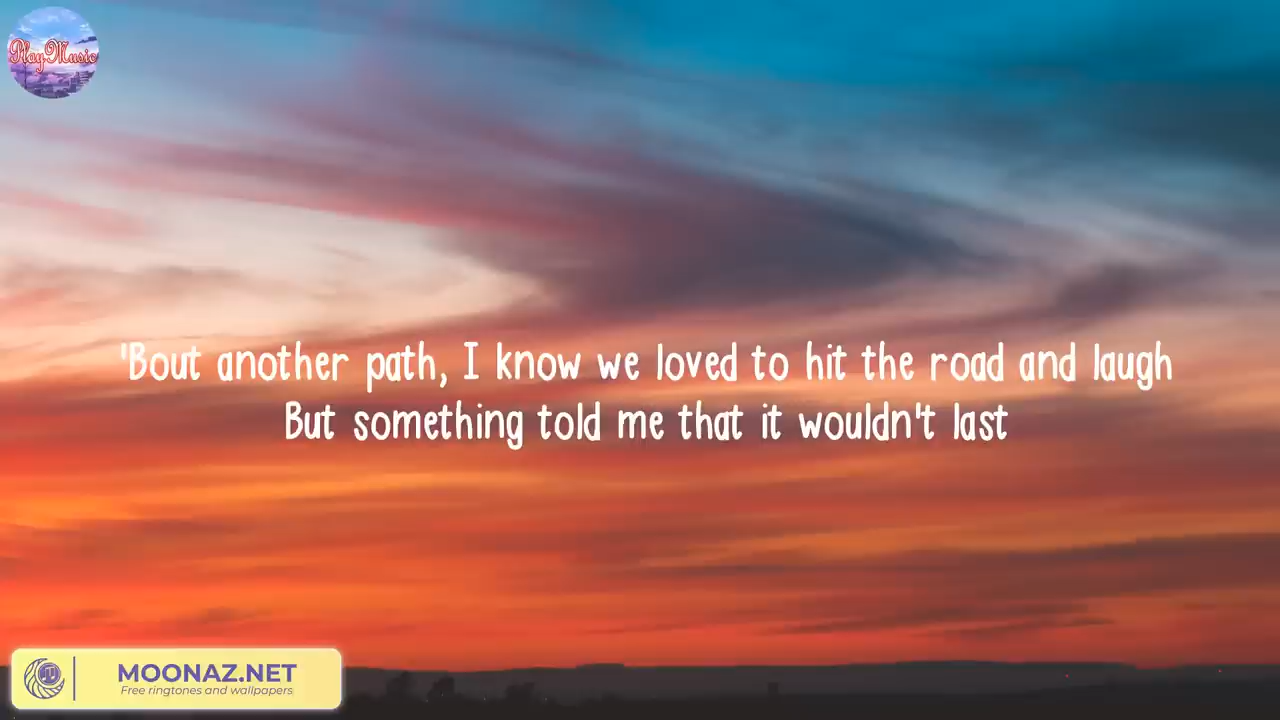 PlayMusic
'Bout another path, I know we loved to hit the road and laugh
But something told me that it wouldn't last
MOONAZ.NET
Free ringtones and wallpapers